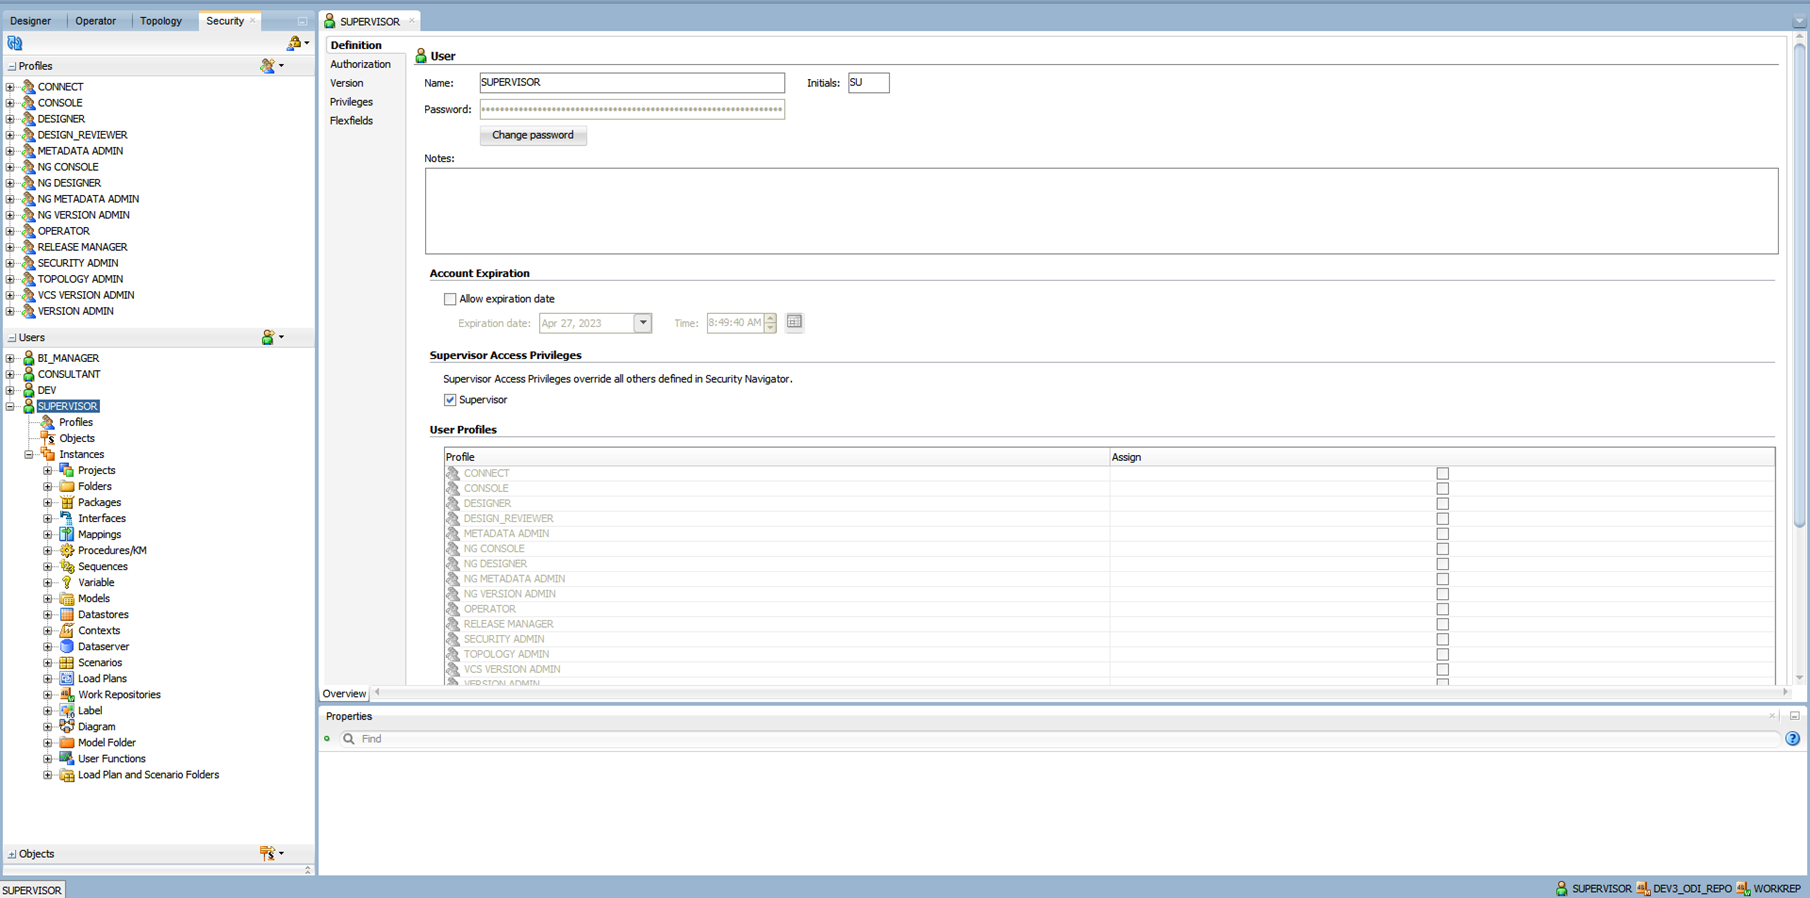 Designer Operator Topology Security
SUPERVISOR
Profiles
CONNECT
CONSOLE
DESIGNER
DESIGN_REVIEWER
METADATA ADMIN
NG CONSOLE
NG DESIGNER
NG METADATA ADMIN
NG VERSION ADMIN
OPERATOR
RELEASE MANAGER
SECURITY ADMIN
TOPOLOGY ADMIN
VCS VERSION ADMIN
VERSION ADMIN
Users
BI_MANAGER
CONSULTANT
DEV
SUPERVISOR
Profiles
Objects
Instances
Projects
Folders
Packages
Interfaces
Mappings
Procedures/KM
Sequences
Variable
Models
Datastores
Contexts
Dataserver
Scenarios
Load Plans
Work Repositories
Label
Diagram
Model Folder
User Functions
Load Plan and Scenario Folders
Objects
Definition
Authorization
Version
Privileges
Flexfields
User
Name: SUPERVISOR Initials: SU
Password:
Change password
Notes:
Account Expiration
Allow expiration date
Expiration date: Apr 27, 2023 Time: 8:49:40 AM
Supervisor Access Privileges
Supervisor Access Privileges override all others defined in Security Navigator.
Supervisor
User Profiles
Profile Assign
CONNECT
CONSOLE
DESIGNER
DESIGN_REVIEWER
METADATA ADMIN
NG CONSOLE
NG DESIGNER
NG METADATA ADMIN
NG VERSION ADMIN
OPERATOR
RELEASE MANAGER
SECURITY ADMIN
TOPOLOGY ADMIN
VCS VERSION ADMIN
VERSION ADMIN
Overview
Properties
Find
SUPERVISOR
SUPERVISOR DEV3_ODI_REPO WORKREP